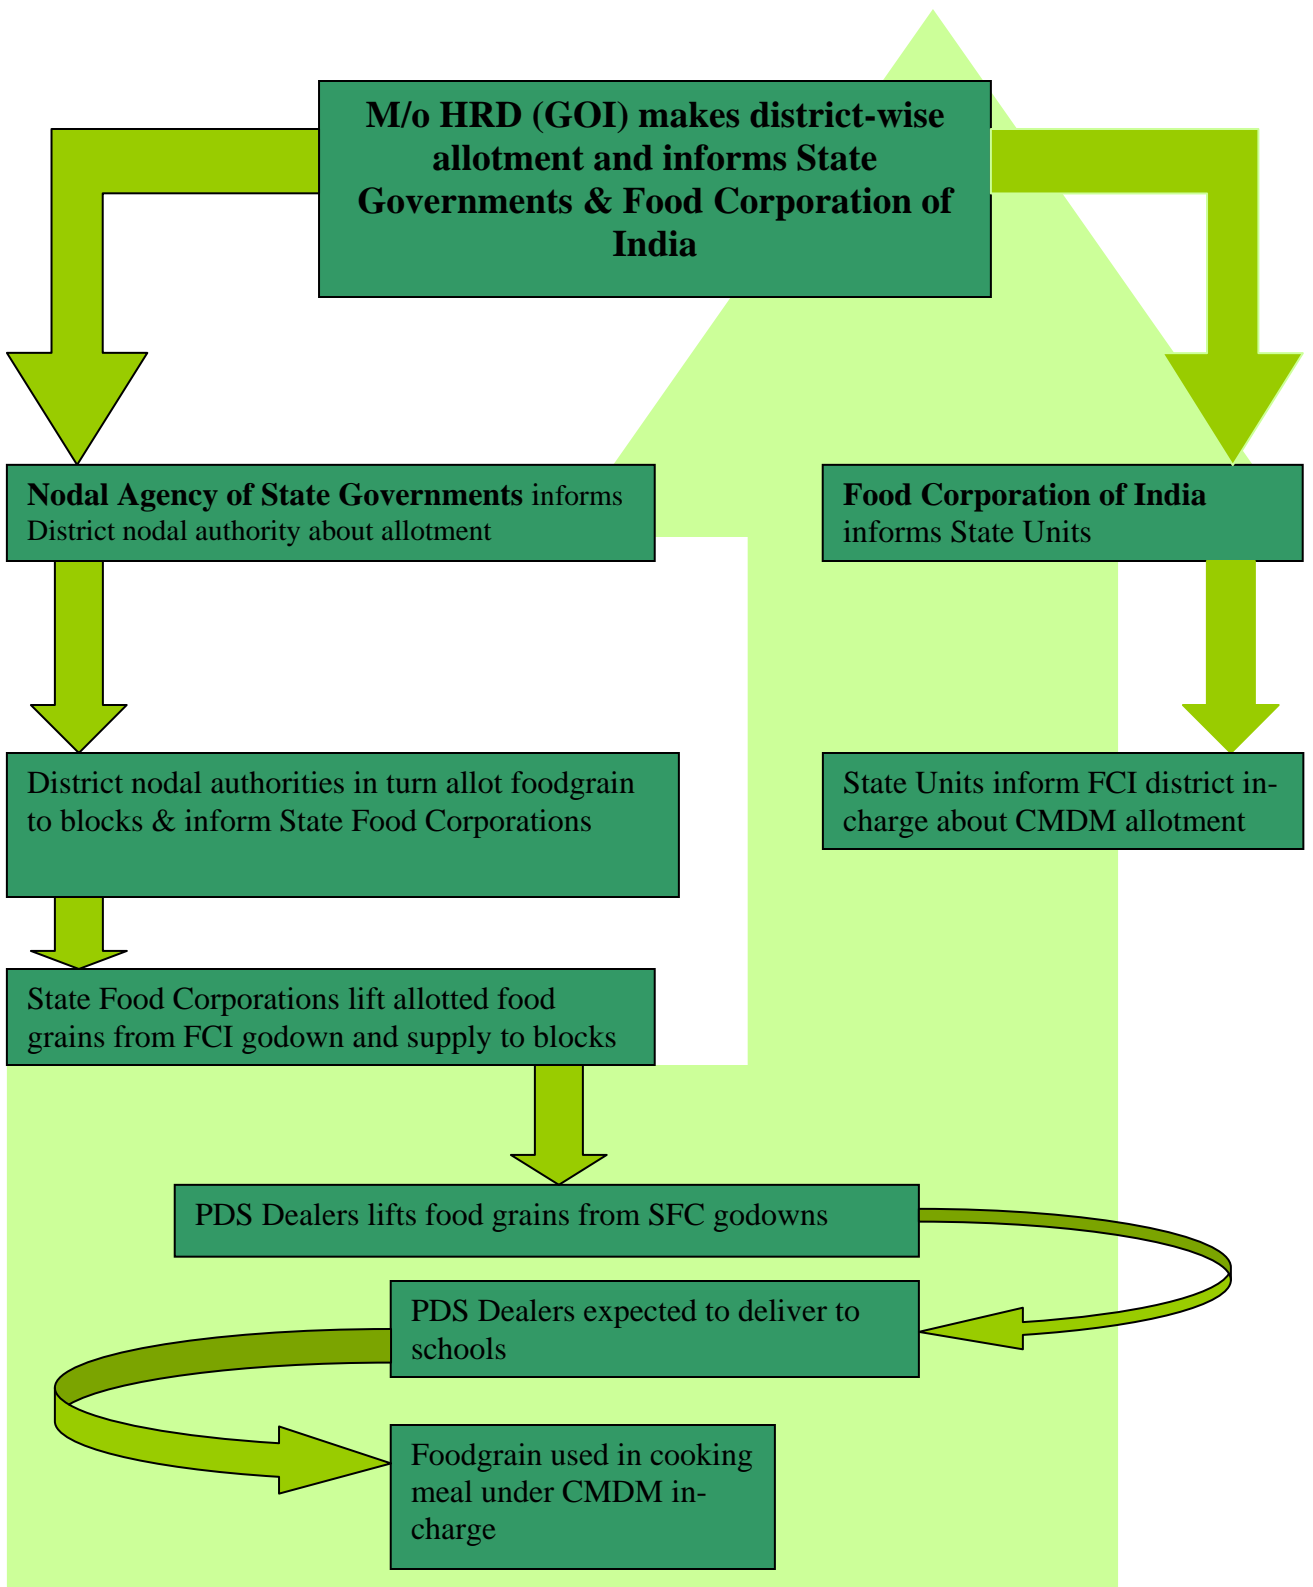 M/o HRD (GOI) makes district-wise
allotment and informs State
Governments & Food Corporation of
India
Nodal Agency of State Governments informs
District nodal authority about allotment
Food Corporation of India
informs State Units
District nodal authorities in turn allot foodgrain
to blocks & inform State Food Corporations
State Units inform FCI district in-
charge about CMDM allotment
State Food Corporations lift allotted food
grains from FCI godown and supply to blocks
PDS Dealers lifts food grains from SFC godowns
PDS Dealers expected to deliver to
schools
Foodgrain used in cooking
meal under CMDM in-
charge